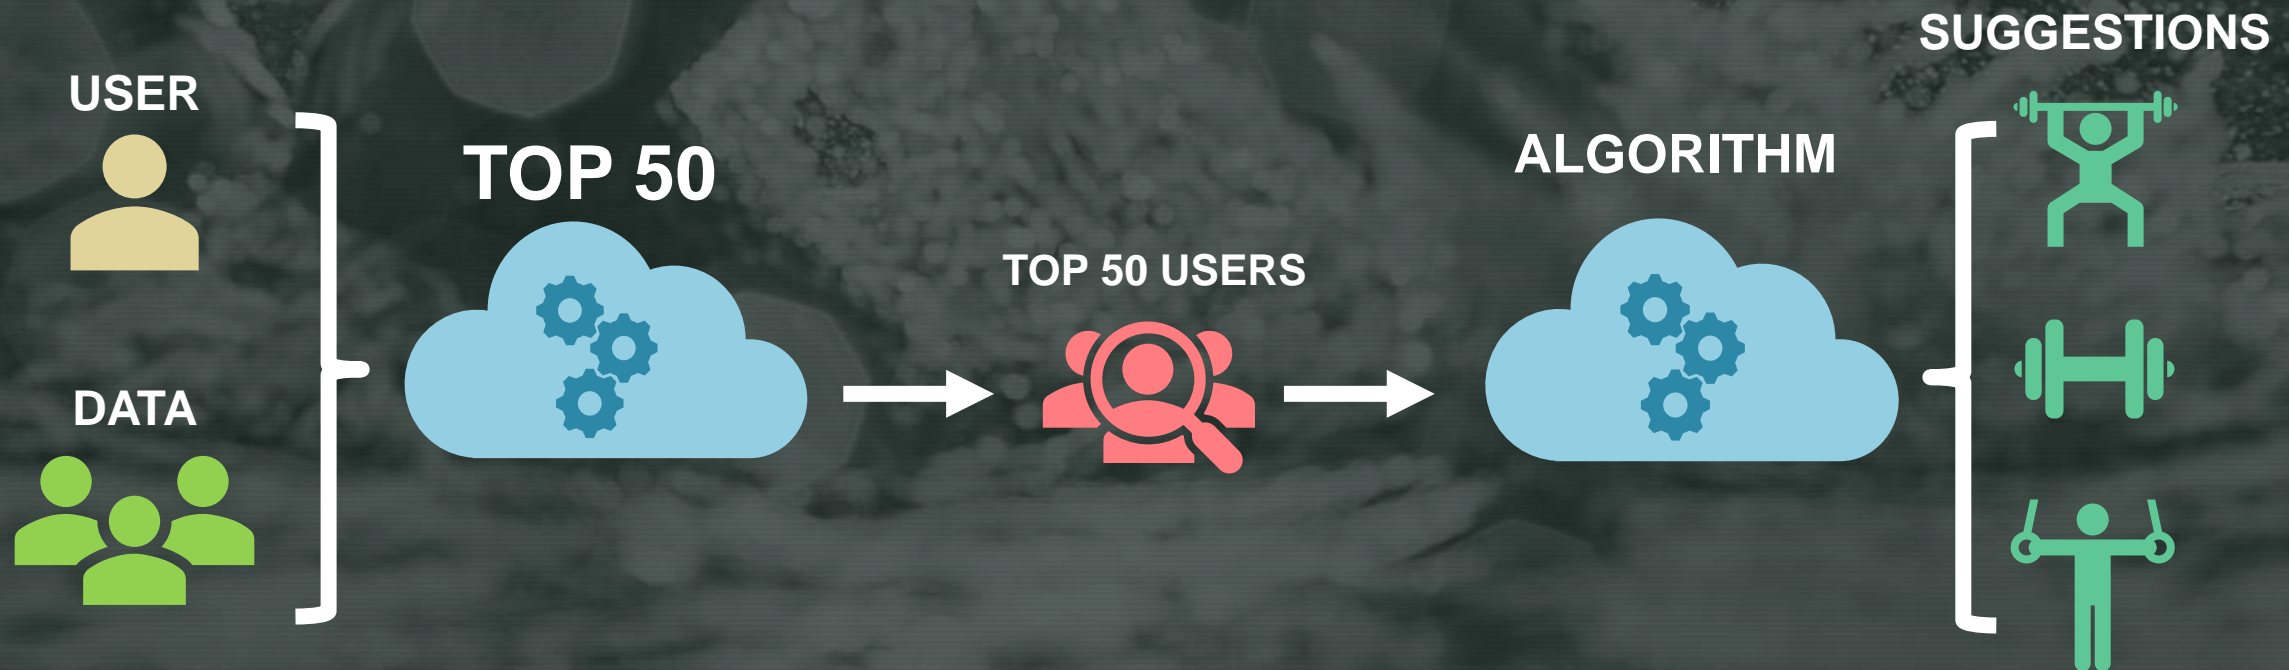 USER
DATA
TOP 50
TOP 50 USERS
ALGORITHM
SUGGESTIONS